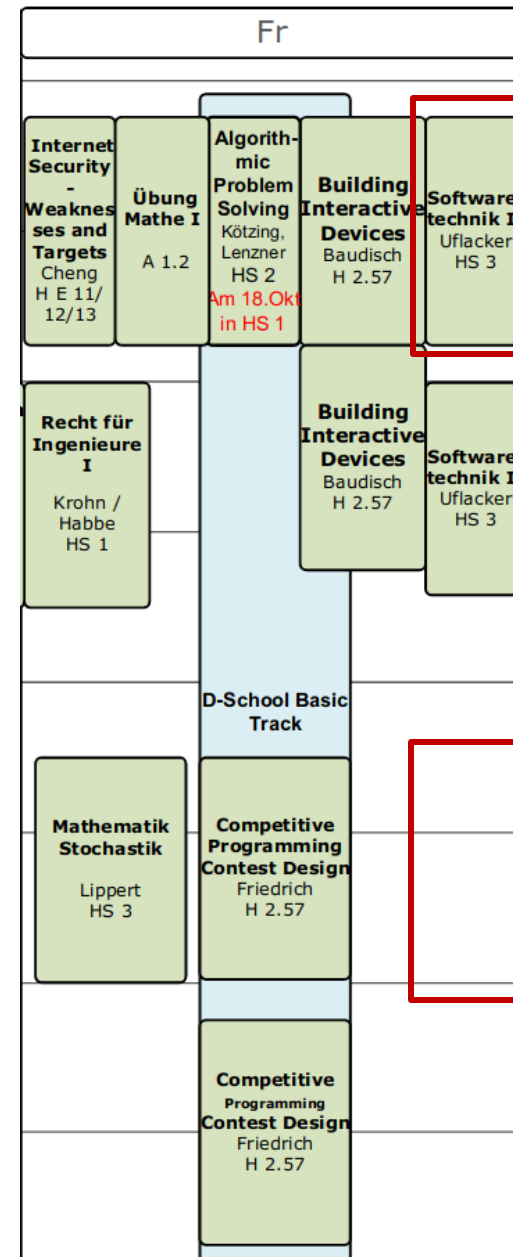 Fr
Internet
Security
-
Weaknes
ses and
Targets
Cheng
H E 11/
12/13
Übung
Mathe I
A 1.2
Algorith-
mic
Problem
Solving
Kötzing,
Lenzner
HS 2
Am 18.Okt
in HS 1
Building
Interactive
Devices
Baudisch
H 2.57
Software
technik I
Uflacker
HS 3
Recht für
Ingenieure
I
Krohn /
Habbe
HS 1
Building
Interactive
Devices
Baudisch
H 2.57
Software
technik I
Uflacker
HS 3
D-School Basic
Track
Mathematik
Stochastik
Lippert
HS 3
Competitive
Programming
Contest Design
Friedrich
H 2.57
Competitive
Programming
Contest Design
Friedrich
H 2.57